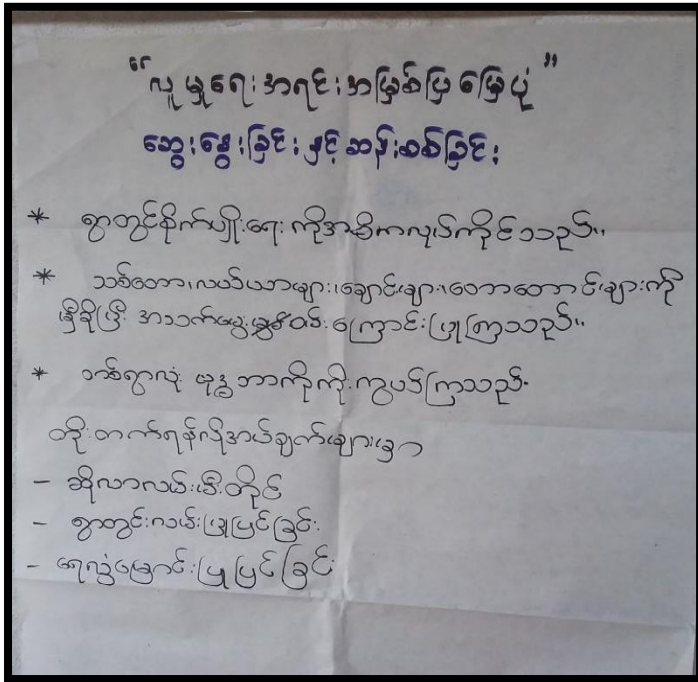 "လူမှုရေးအရင်းအမြစ်ပြမြေပုံ"
ဆွေးနွေးခြင်းနှင့်ဆန်းစစ်ခြင်း
* ရွာတွင်စိုက်ပျိုးရေးကိုအဓိကလုပ်ကိုင်သည်။
* သစ်တော၊လယ်ယာများ၊ချောင်းများ၊တောတောင်များကို
မှီခိုပြီး အသက်မွေးဝမ်းကြောင်းပြုကြသည်။
* တစ်ရွာလုံး ဗုဒ္ဓဘာသာကိုကိုးကွယ်ကြသည်။
တိုးတက်ရန်လိုအပ်ချက်များမှာ
- ဆိုလာလမ်းမီးတိုင်
- ရွာတွင်းလမ်းပြုပြင်ခြင်း
- ရေလွှဲမြောင်းပြုပြင်ခြင်း